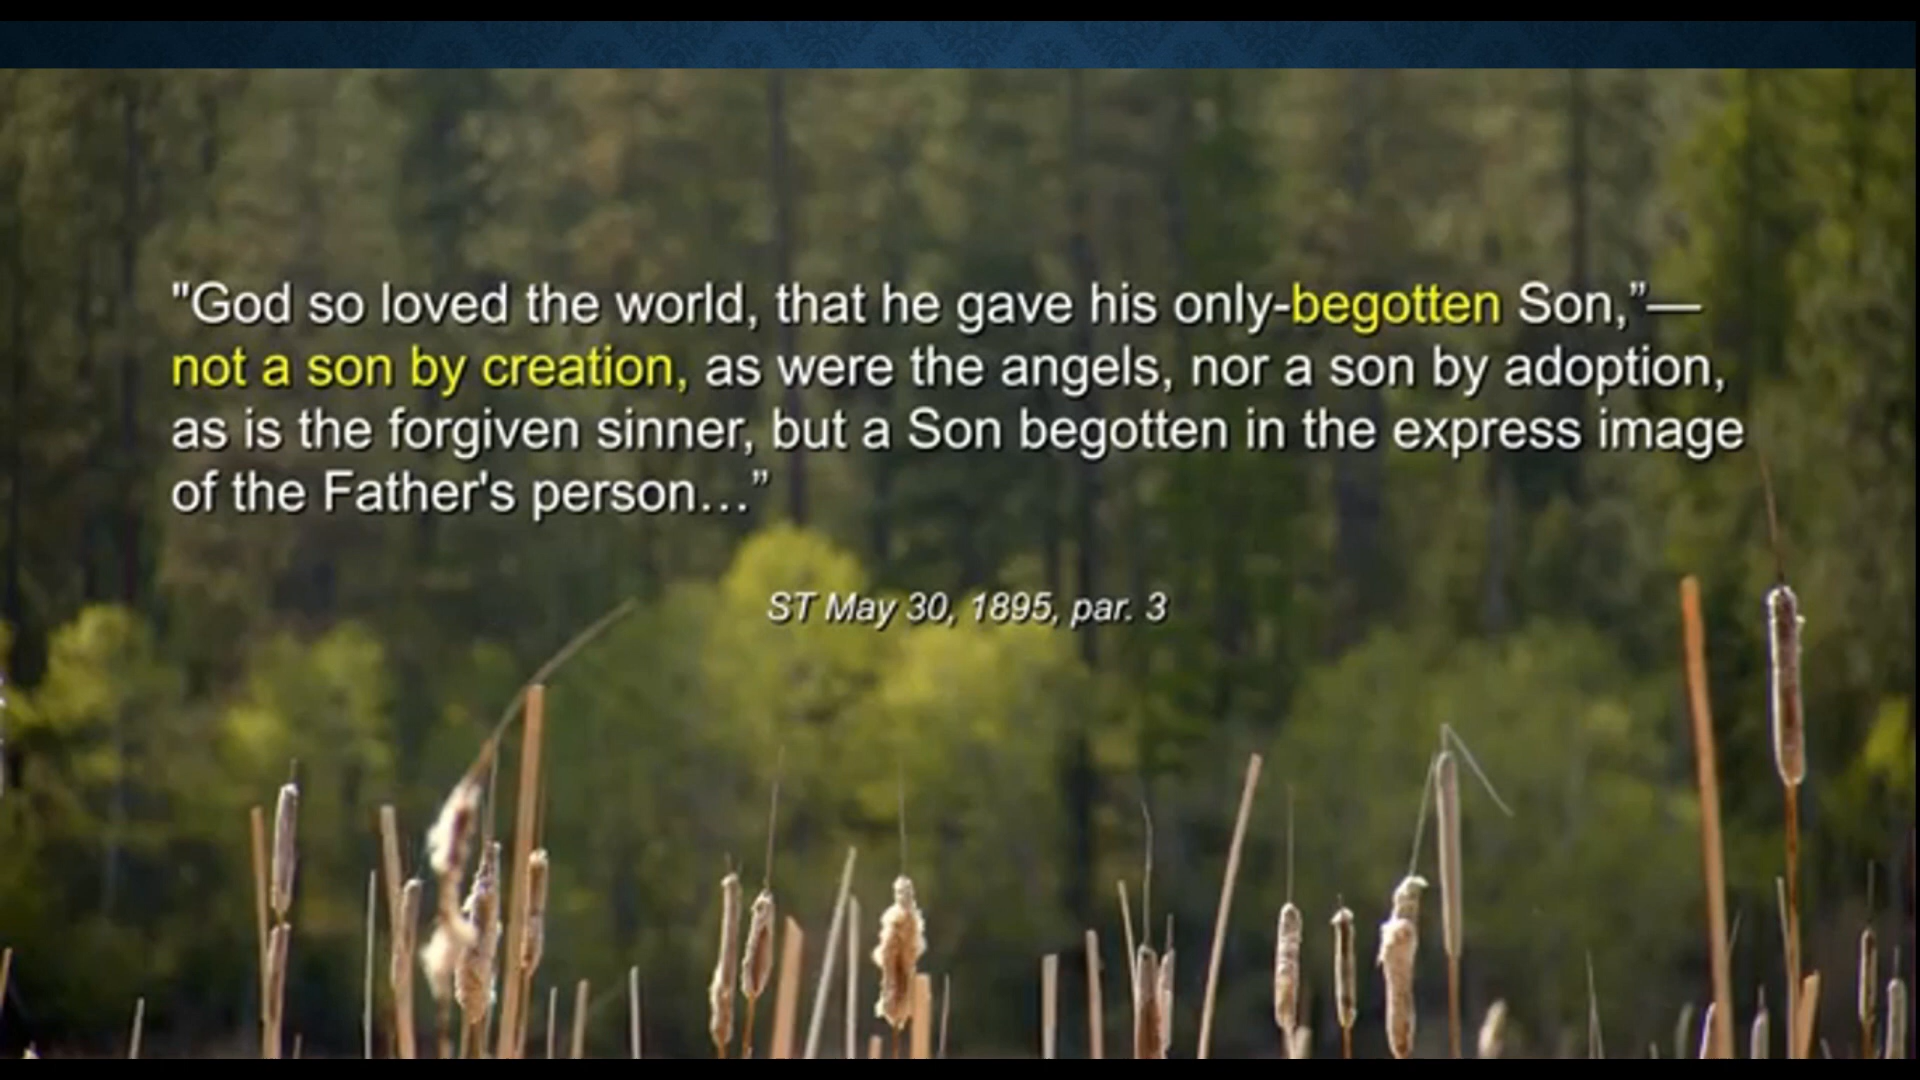 "God so loved the world, that he gave his only-begotten Son,”—
not a son by creation, as were the angels, nor a son by adoption,
as is the forgiven sinner, but a Son begotten in the express image
of the Father's person…”
ST May 30, 1895, par. 3